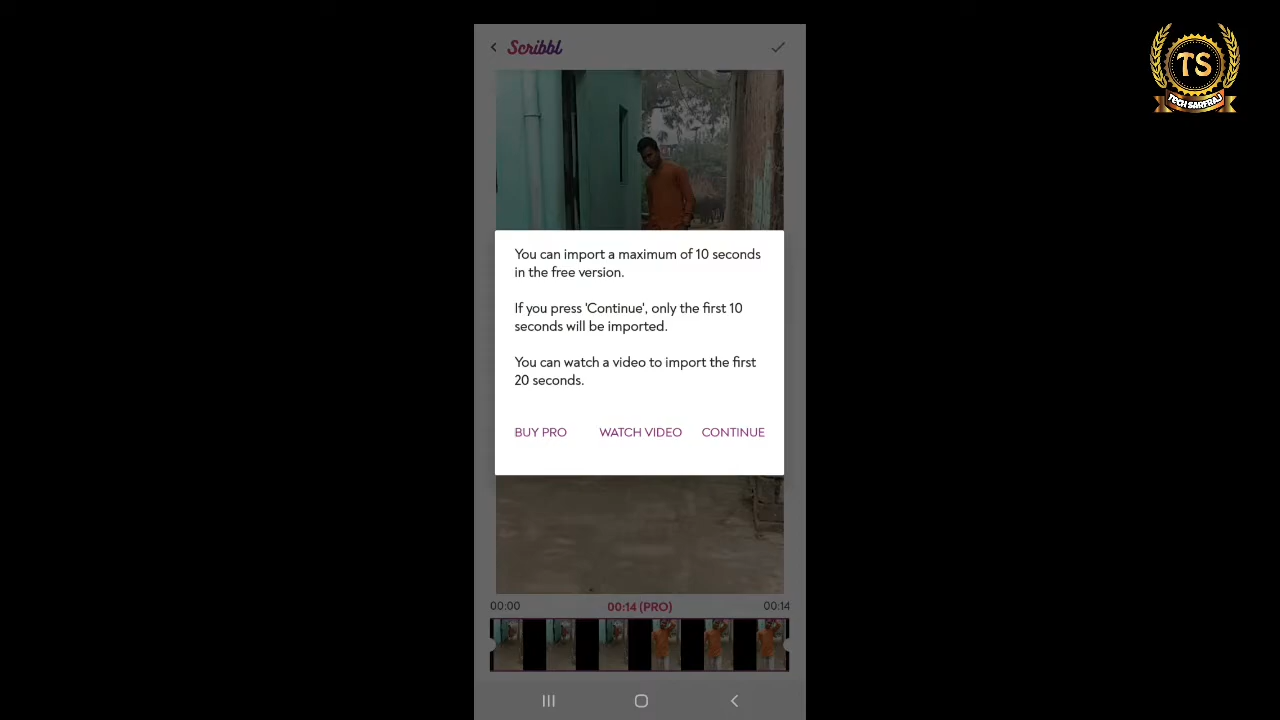 Scribbl
TS
TECH SARFRAJ
You can import a maximum of 10 seconds
in the free version.
If you press 'Continue', only the first 10
seconds will be imported.
You can watch a video to import the first
20 seconds.
BUY PRO WATCH VIDEO CONTINUE
00:00 00:14 (PRO) 00:14